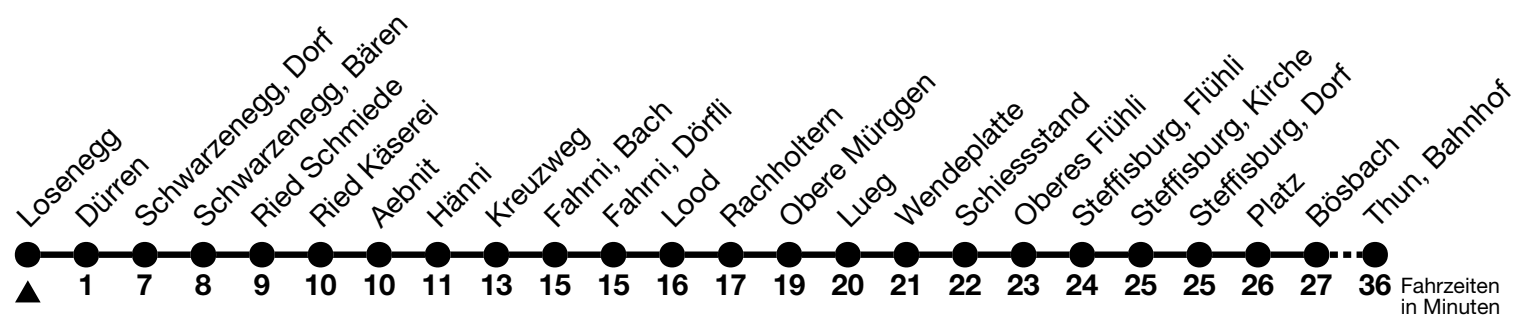 Losenegg
Dürren
Schwarzenegg, Dorf
Schwarzenegg, Bären
Ried Schmiede
Ried Käserei
Aebnit
Hänni
Kreuzweg
Fahrni, Bach
Fahrni, Dörfli
Lood
Rachholtern
Obere Mürggen
Lueg
Wendeplatte
Schiessstand
Oberes Flühli
Steffisburg, Flühli
Steffisburg, Kirche
Steffisburg, Dorf
Platz
Bösbach
Thun, Bahnhof
1 7 8 9 10 10 11 13 15 15 16 17 19 20 21 22 23 24 25 25 26 27 36 Fahrzeiten
in Minuten